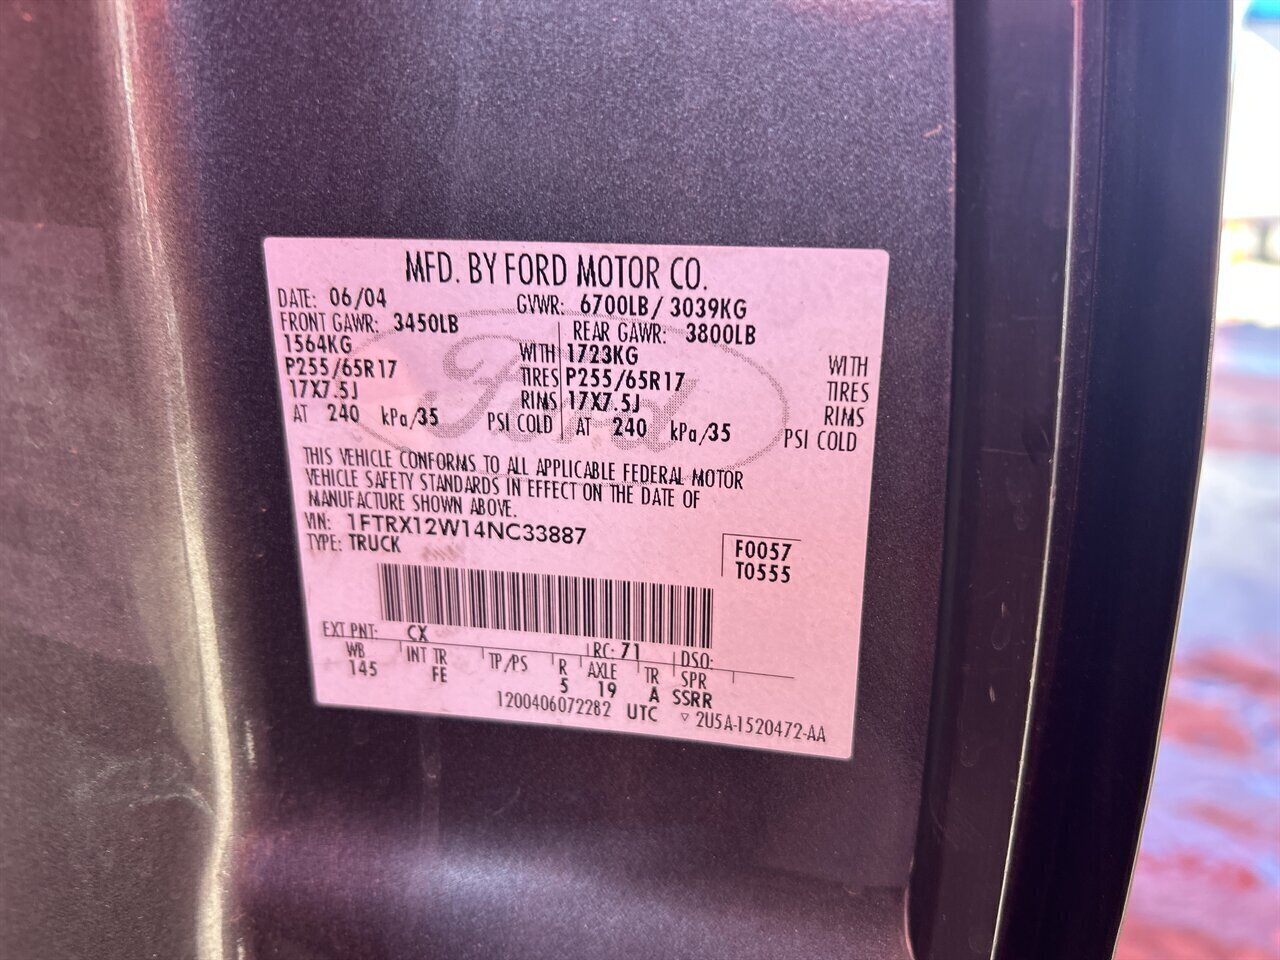 MFD. BY FORD MOTOR CO.
DATE: 06/04 GVWR: 6700LB/ 3039KG
FRONT GAWR: 3450LB REAR GAWR: 3800LB
1564KG WITH 1723KG WITH
P255/65R17 TIRES P255/65R17 TIRES
17X7.5J RIMS 17X7.5J RIMS
AT 240 kPa/35 PSI COLD AT 240 kPa/35 PSI COLD
Ford
THIS VEHICLE CONFORMS TO ALL APPLICABLE FEDERAL MOTOR
VEHICLE SAFETY STANDARDS IN EFFECT ON THE DATE OF
MANUFACTURE SHOWN ABOVE.
VIN: 1FTRX12W14NC33887
TYPE: TRUCK
F0057
T0555
EXT PNT: CX RC: 71 DSO:
WB INT TR TP/PS R AXLE TR SPR
145 FE 5 19 A SSRR
1200406072282 UTC ▽ 2U5A-1520472-AA